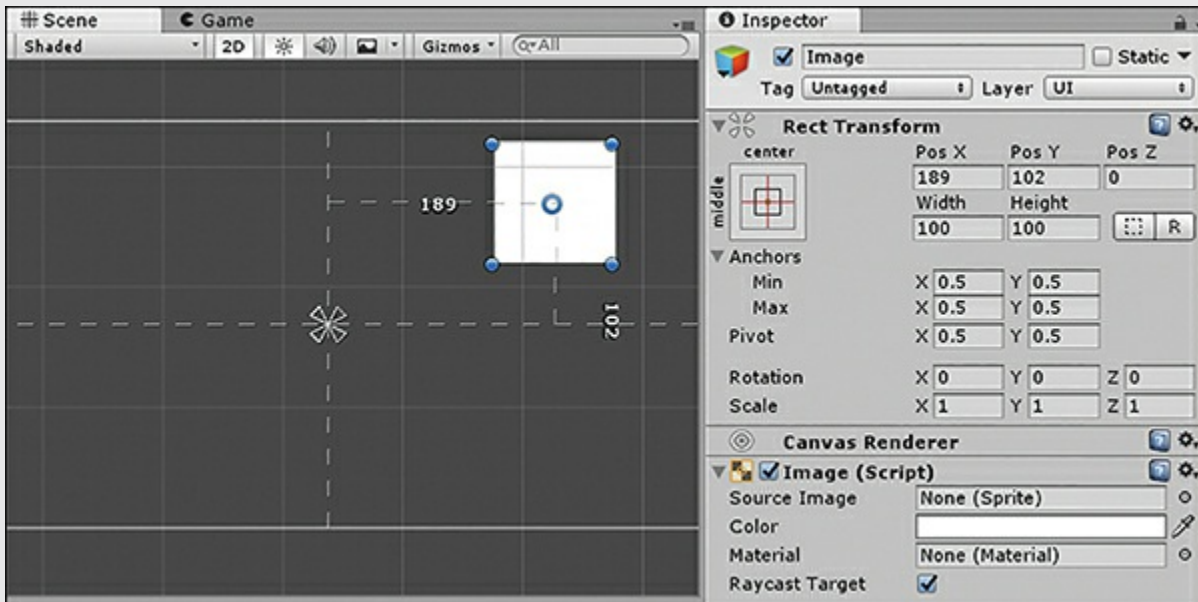 Scene
Game
Shaded
2D
Gizmos
All
189
102
Inspector
Image
Static
Tag Untagged Layer UI
Rect Transform
center
middle
Pos X Pos Y Pos Z
189 102 0
Width Height
100 100
R
Anchors
Min X 0.5 Y 0.5
Max X 0.5 Y 0.5
Pivot X 0.5 Y 0.5
Rotation X 0 Y 0 Z 0
Scale X 1 Y 1 Z 1
Canvas Renderer
Image (Script)
Source Image None (Sprite)
Color
Material None (Material)
Raycast Target